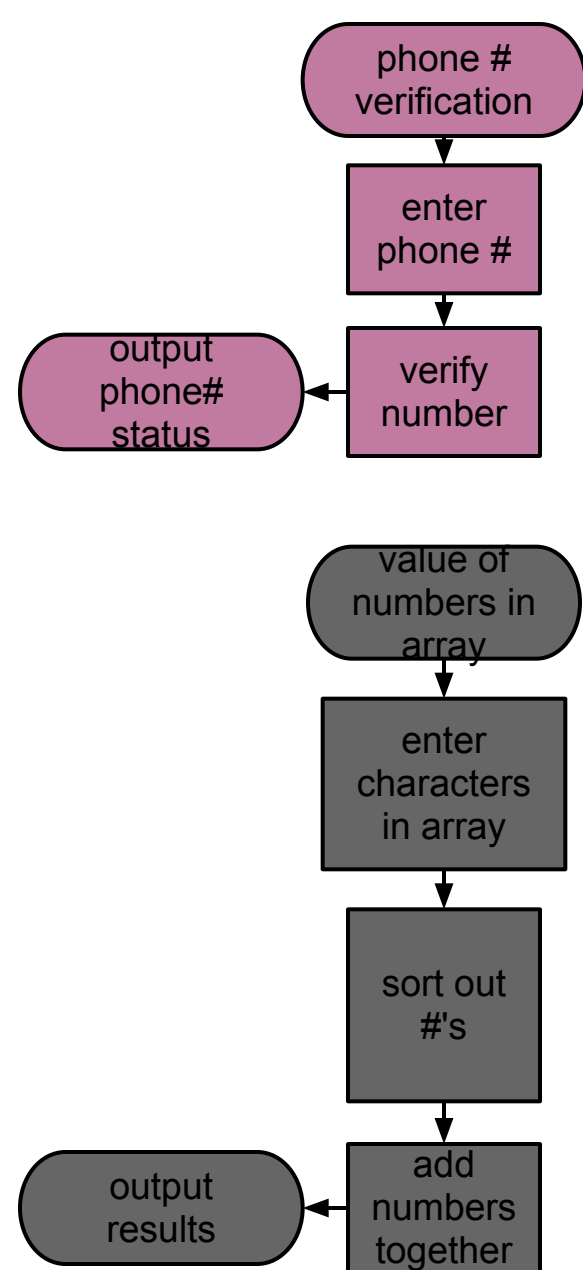 phone #
verification
enter
phone #
verify
number
output
phone#
status
value of
numbers in
array
enter
characters
in array
sort out
#'s
add
numbers
together
output
results